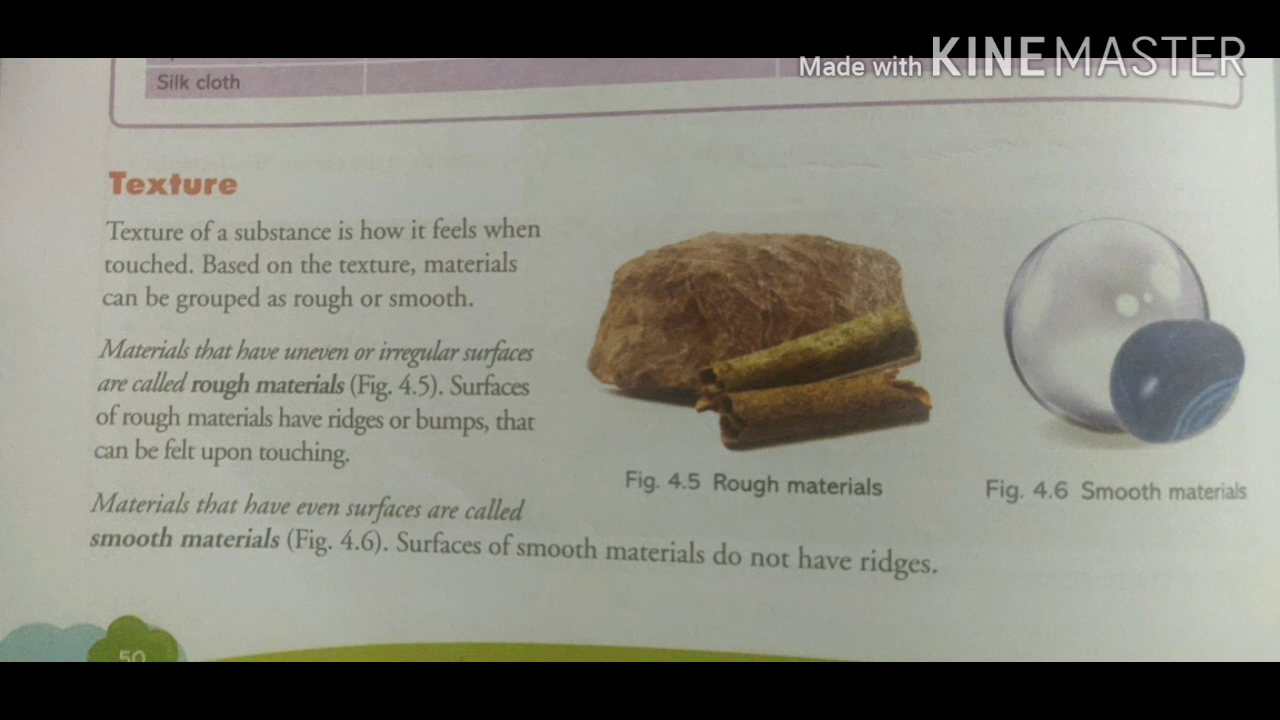 Made with KINEMASTER
Silk cloth
Texture
Texture of a substance is how it feels when
touched. Based on the texture, materials
can be grouped as rough or smooth.
Materials that have uneven or irregular surfaces
are called rough materials (Fig. 4.5). Surfaces
of rough materials have ridges or bumps, that
can be felt upon touching.
Fig. 4.5 Rough materials
Fig. 4.6 Smooth materials
Materials that have even surfaces are called
smooth materials (Fig. 4.6). Surfaces of smooth materials do not have ridges.
50